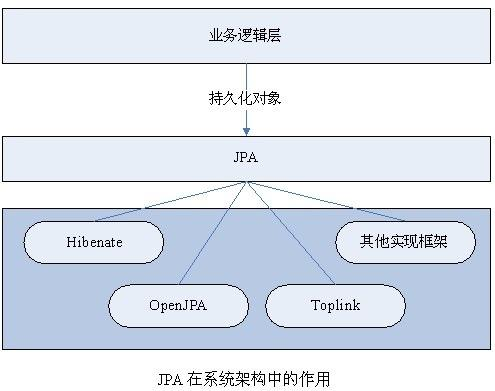 业务逻辑层
持久化对象
JPA
Hibenate
其他实现框架
OpenJPA
Toplink
JPA 在系统架构中的作用